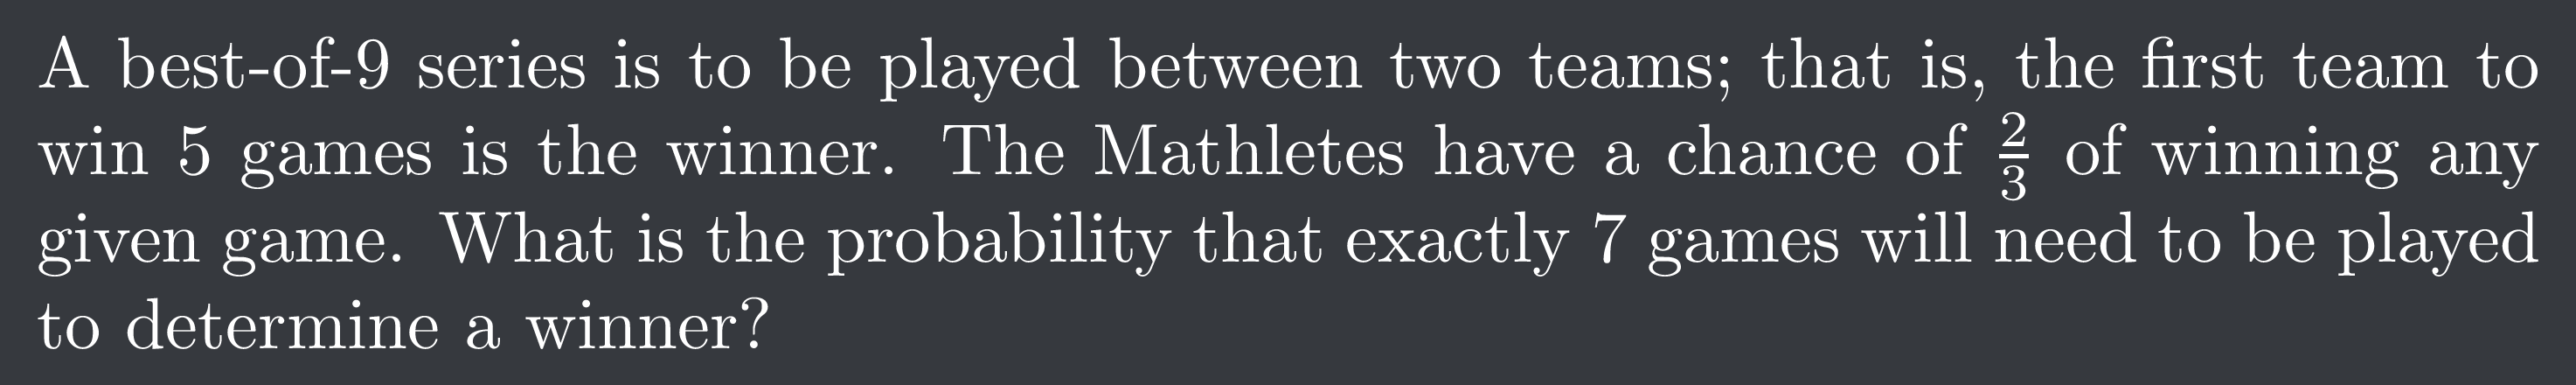 A best-of-9 series is to be played between two teams; that is, the first team to
win 5 games is the winner. The Mathletes have a chance of $\frac{2}{3}$ of winning any
given game. What is the probability that exactly 7 games will need to be played
to determine a winner?